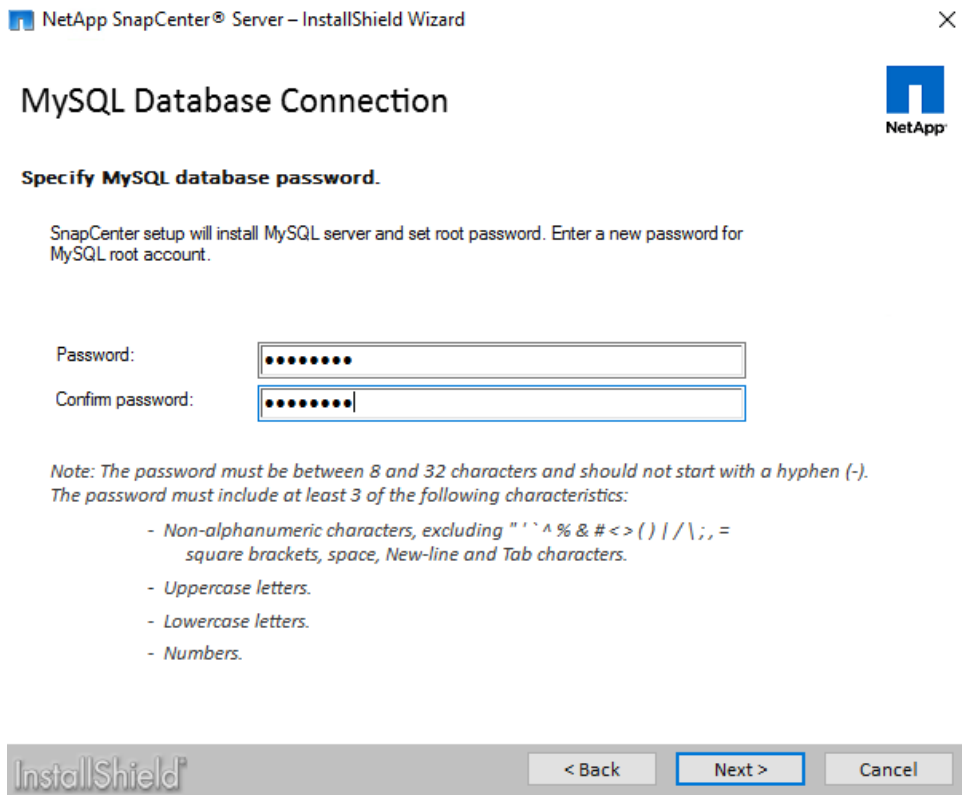 NetApp SnapCenter® Server – InstallShield Wizard
MySQL Database Connection
NetApp
Specify MySQL database password.
SnapCenter setup will install MySQL server and set root password. Enter a new password for
MySQL root account.
Password:
••••••••
Confirm password:
••••••••
Note: The password must be between 8 and 32 characters and should not start with a hyphen (-).
The password must include at least 3 of the following characteristics:
- Non-alphanumeric characters, excluding " ' ` ^ % & # < > ( ) | / \ ; , =
square brackets, space, New-line and Tab characters.
- Uppercase letters.
- Lowercase letters.
- Numbers.
InstallShield
< Back
Next >
Cancel